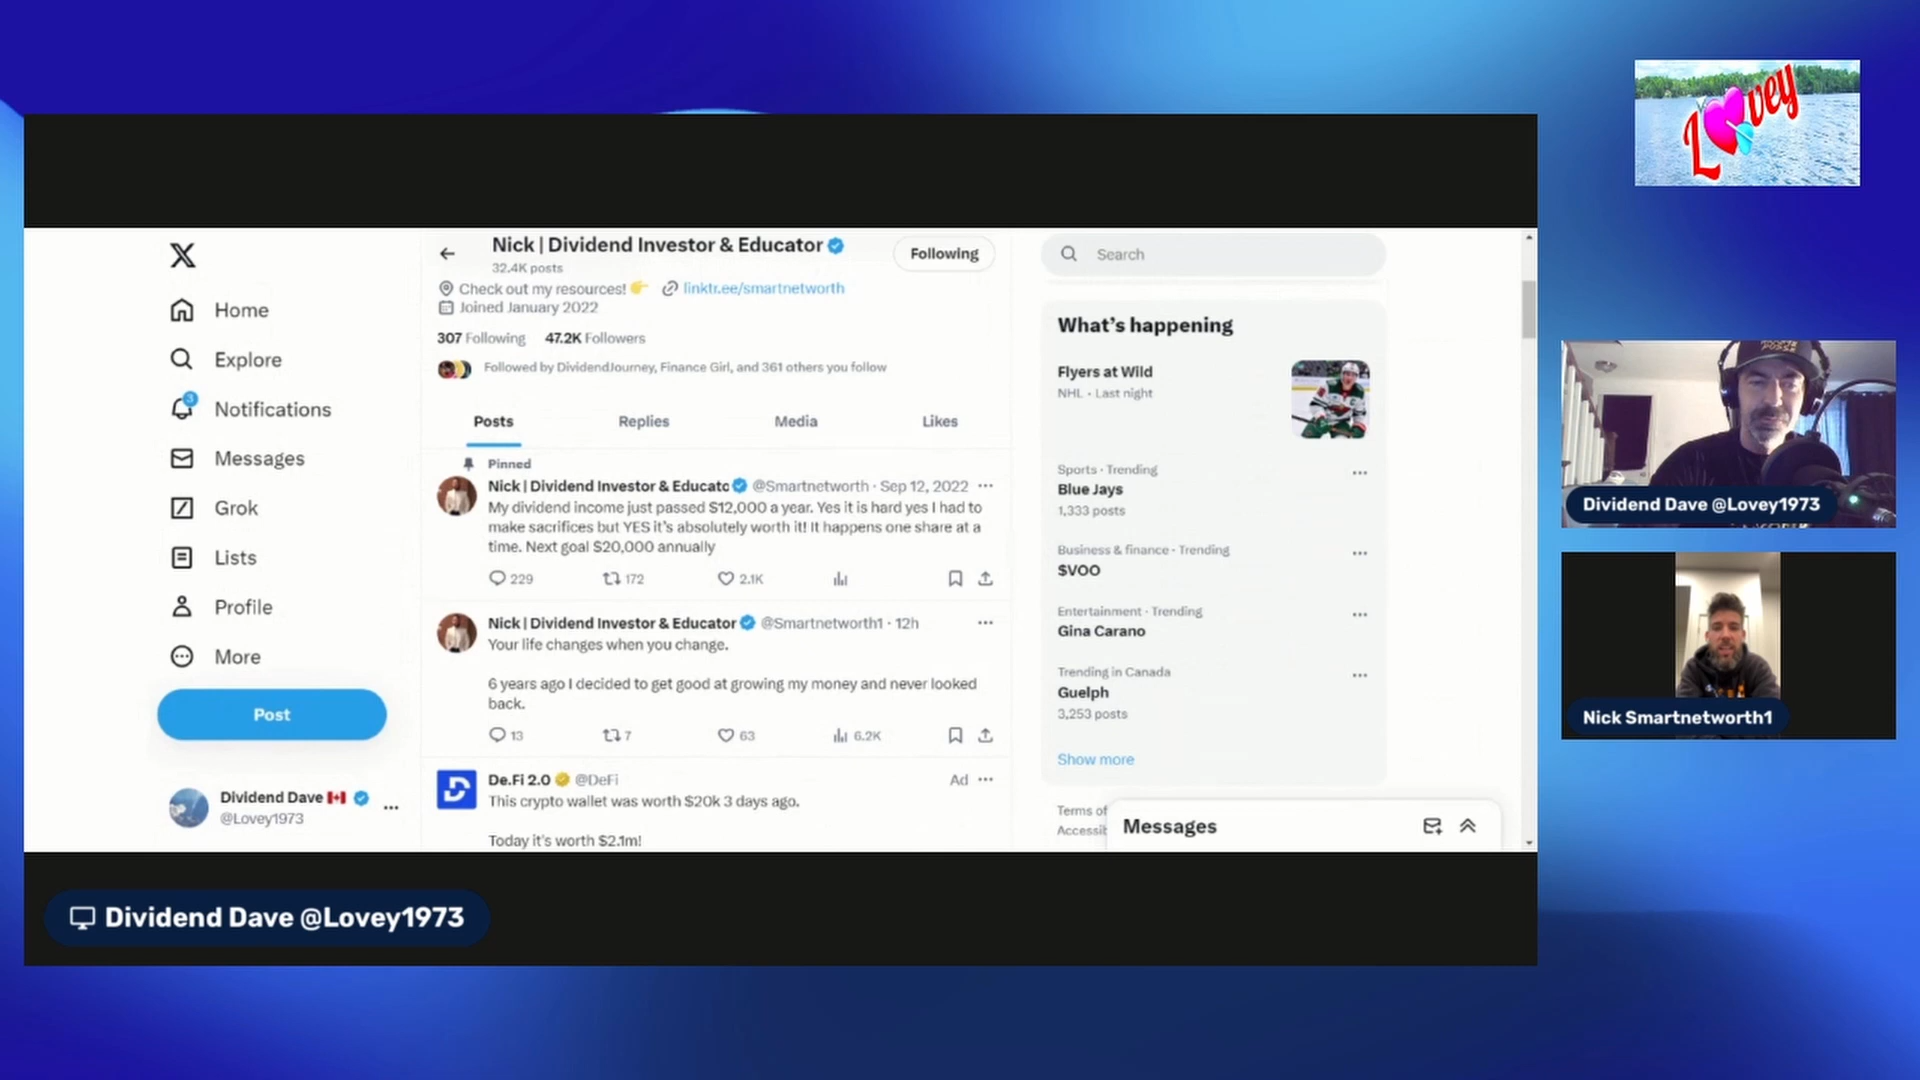 Lovey
X
Home
Explore
3
Notifications
Messages
Grok
Lists
Profile
More
Post
Dividend Dave
@Lovey1973
Nick | Dividend Investor & Educator
32.4K posts
Following
Check out my resources! linktr.ee/smartnetworth
Joined January 2022
307 Following 47.2K Followers
Followed by DividendJourney, Finance Girl, and 361 others you follow
Posts Replies Media Likes
Pinned
Nick | Dividend Investor & Educato @Smartnetworth · Sep 12, 2022
My dividend income just passed $12,000 a year. Yes it is hard yes I had to
make sacrifices but YES it's absolutely worth it! It happens one share at a
time. Next goal $20,000 annually
229 172 2.1K
Nick | Dividend Investor & Educator @Smartnetworth1 · 12h
Your life changes when you change.
6 years ago I decided to get good at growing my money and never looked
back.
13 7 63 6.2K
De.Fi 2.0 @DeFi Ad
This crypto wallet was worth $20k 3 days ago.
Today it's worth $2.1m!
Search
What's happening
Flyers at Wild
NHL · Last night
Sports · Trending
Blue Jays
1,333 posts
Business & finance · Trending
$VOO
Entertainment · Trending
Gina Carano
Trending in Canada
Guelph
3,253 posts
Show more
Terms of
Messages
Dividend Dave @Lovey1973
Nick Smartnetworth1
Dividend Dave @Lovey1973